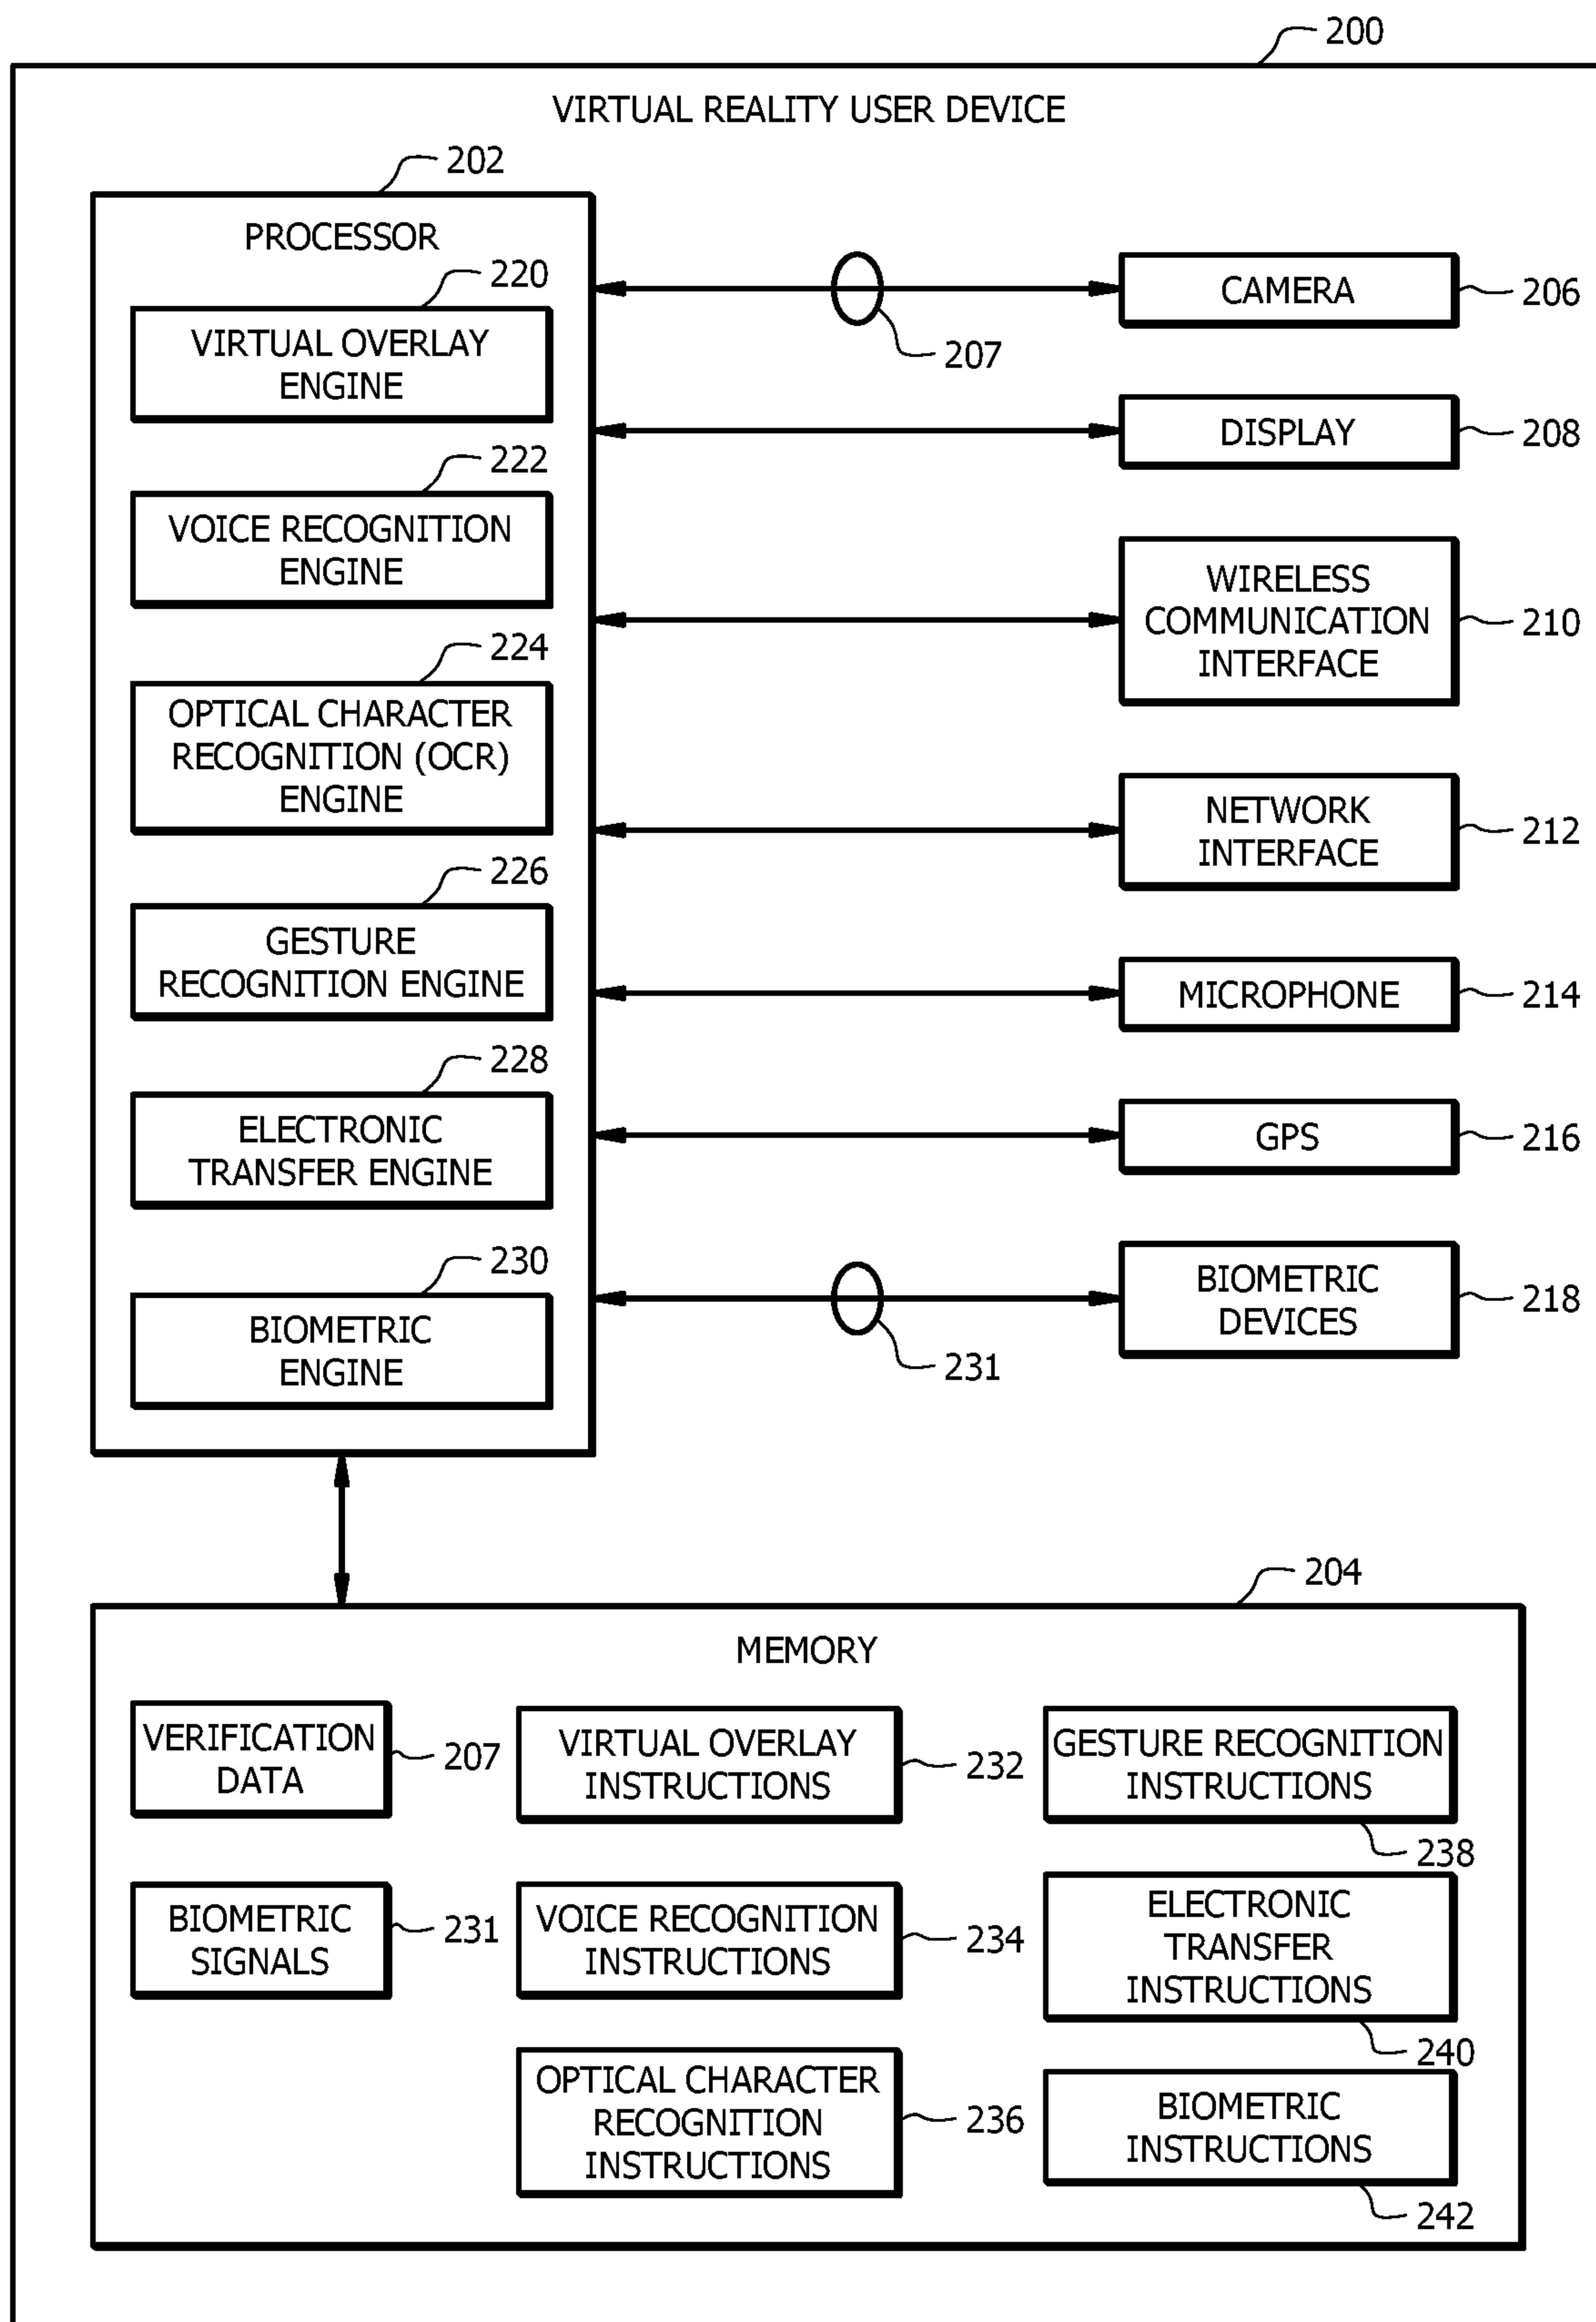 200
VIRTUAL REALITY USER DEVICE
202
PROCESSOR
220
VIRTUAL OVERLAY
ENGINE
222
VOICE RECOGNITION
ENGINE
224
OPTICAL CHARACTER
RECOGNITION (OCR)
ENGINE
226
GESTURE
RECOGNITION ENGINE
228
ELECTRONIC
TRANSFER ENGINE
230
BIOMETRIC
ENGINE
207
CAMERA
206
DISPLAY
208
WIRELESS
COMMUNICATION
INTERFACE
210
NETWORK
INTERFACE
212
MICROPHONE
214
GPS
216
BIOMETRIC
DEVICES
218
231
204
MEMORY
VERIFICATION
DATA
207
BIOMETRIC
SIGNALS
231
VIRTUAL OVERLAY
INSTRUCTIONS
232
VOICE RECOGNITION
INSTRUCTIONS
234
OPTICAL CHARACTER
RECOGNITION
INSTRUCTIONS
236
GESTURE RECOGNITION
INSTRUCTIONS
238
ELECTRONIC
TRANSFER
INSTRUCTIONS
240
BIOMETRIC
INSTRUCTIONS
242